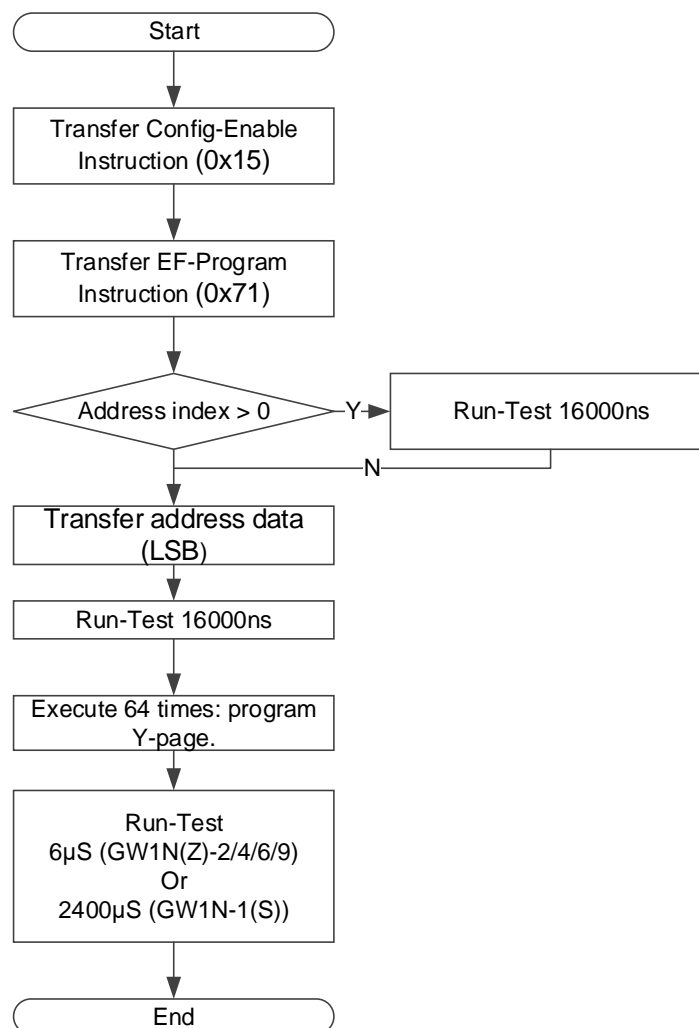 Start
Transfer Config-Enable
Instruction (0x15)
Transfer EF-Program
Instruction (0x71)
Address index > 0
Y
Run-Test 16000ns
N
Transfer address data
(LSB)
Run-Test 16000ns
Execute 64 times: program
Y-page.
Run-Test
6µS (GW1N(Z)-2/4/6/9)
Or
2400µS (GW1N-1(S))
End